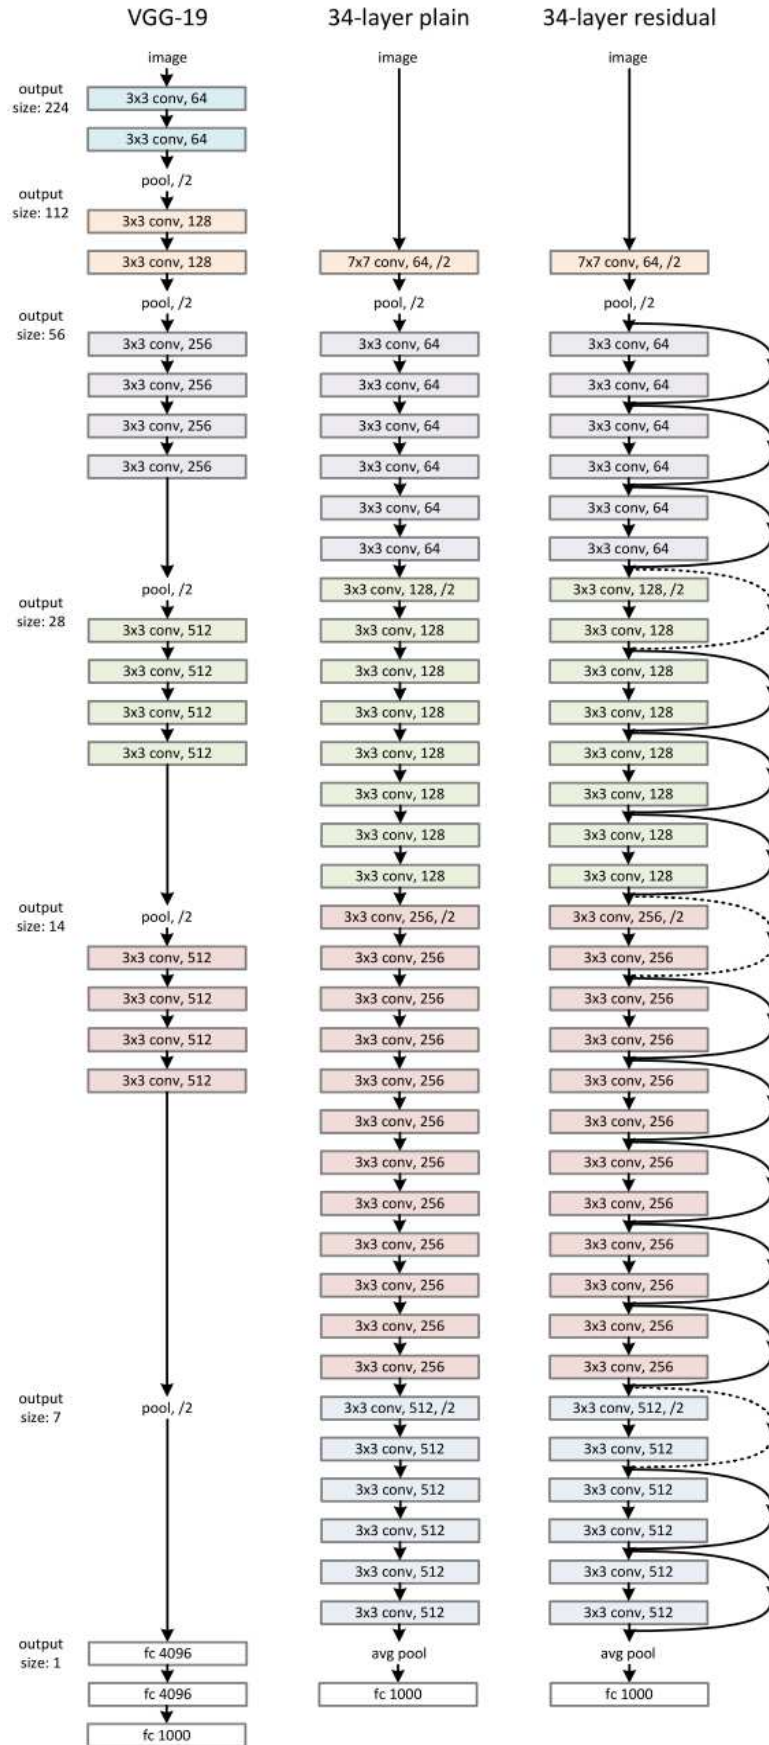 VGG-19
image
output
size: 224
3x3 conv, 64
3x3 conv, 64
pool, /2
output
size: 112
3x3 conv, 128
3x3 conv, 128
pool, /2
output
size: 56
3x3 conv, 256
3x3 conv, 256
3x3 conv, 256
3x3 conv, 256
pool, /2
output
size: 28
3x3 conv, 512
3x3 conv, 512
3x3 conv, 512
3x3 conv, 512
output
size: 14
pool, /2
3x3 conv, 512
3x3 conv, 512
3x3 conv, 512
3x3 conv, 512
output
size: 7
pool, /2
output
size: 1
fc 4096
fc 4096
fc 1000
34-layer plain
image
7x7 conv, 64, /2
pool, /2
3x3 conv, 64
3x3 conv, 64
3x3 conv, 64
3x3 conv, 64
3x3 conv, 64
3x3 conv, 64
3x3 conv, 128, /2
3x3 conv, 128
3x3 conv, 128
3x3 conv, 128
3x3 conv, 128
3x3 conv, 128
3x3 conv, 128
3x3 conv, 128
3x3 conv, 256, /2
3x3 conv, 256
3x3 conv, 256
3x3 conv, 256
3x3 conv, 256
3x3 conv, 256
3x3 conv, 256
3x3 conv, 256
3x3 conv, 256
3x3 conv, 256
3x3 conv, 256
3x3 conv, 256
3x3 conv, 512, /2
3x3 conv, 512
3x3 conv, 512
3x3 conv, 512
3x3 conv, 512
3x3 conv, 512
avg pool
fc 1000
34-layer residual
image
7x7 conv, 64, /2
pool, /2
3x3 conv, 64
3x3 conv, 64
3x3 conv, 64
3x3 conv, 64
3x3 conv, 64
3x3 conv, 64
3x3 conv, 128, /2
3x3 conv, 128
3x3 conv, 128
3x3 conv, 128
3x3 conv, 128
3x3 conv, 128
3x3 conv, 128
3x3 conv, 128
3x3 conv, 256, /2
3x3 conv, 256
3x3 conv, 256
3x3 conv, 256
3x3 conv, 256
3x3 conv, 256
3x3 conv, 256
3x3 conv, 256
3x3 conv, 256
3x3 conv, 256
3x3 conv, 256
3x3 conv, 256
3x3 conv, 512, /2
3x3 conv, 512
3x3 conv, 512
3x3 conv, 512
3x3 conv, 512
3x3 conv, 512
avg pool
fc 1000